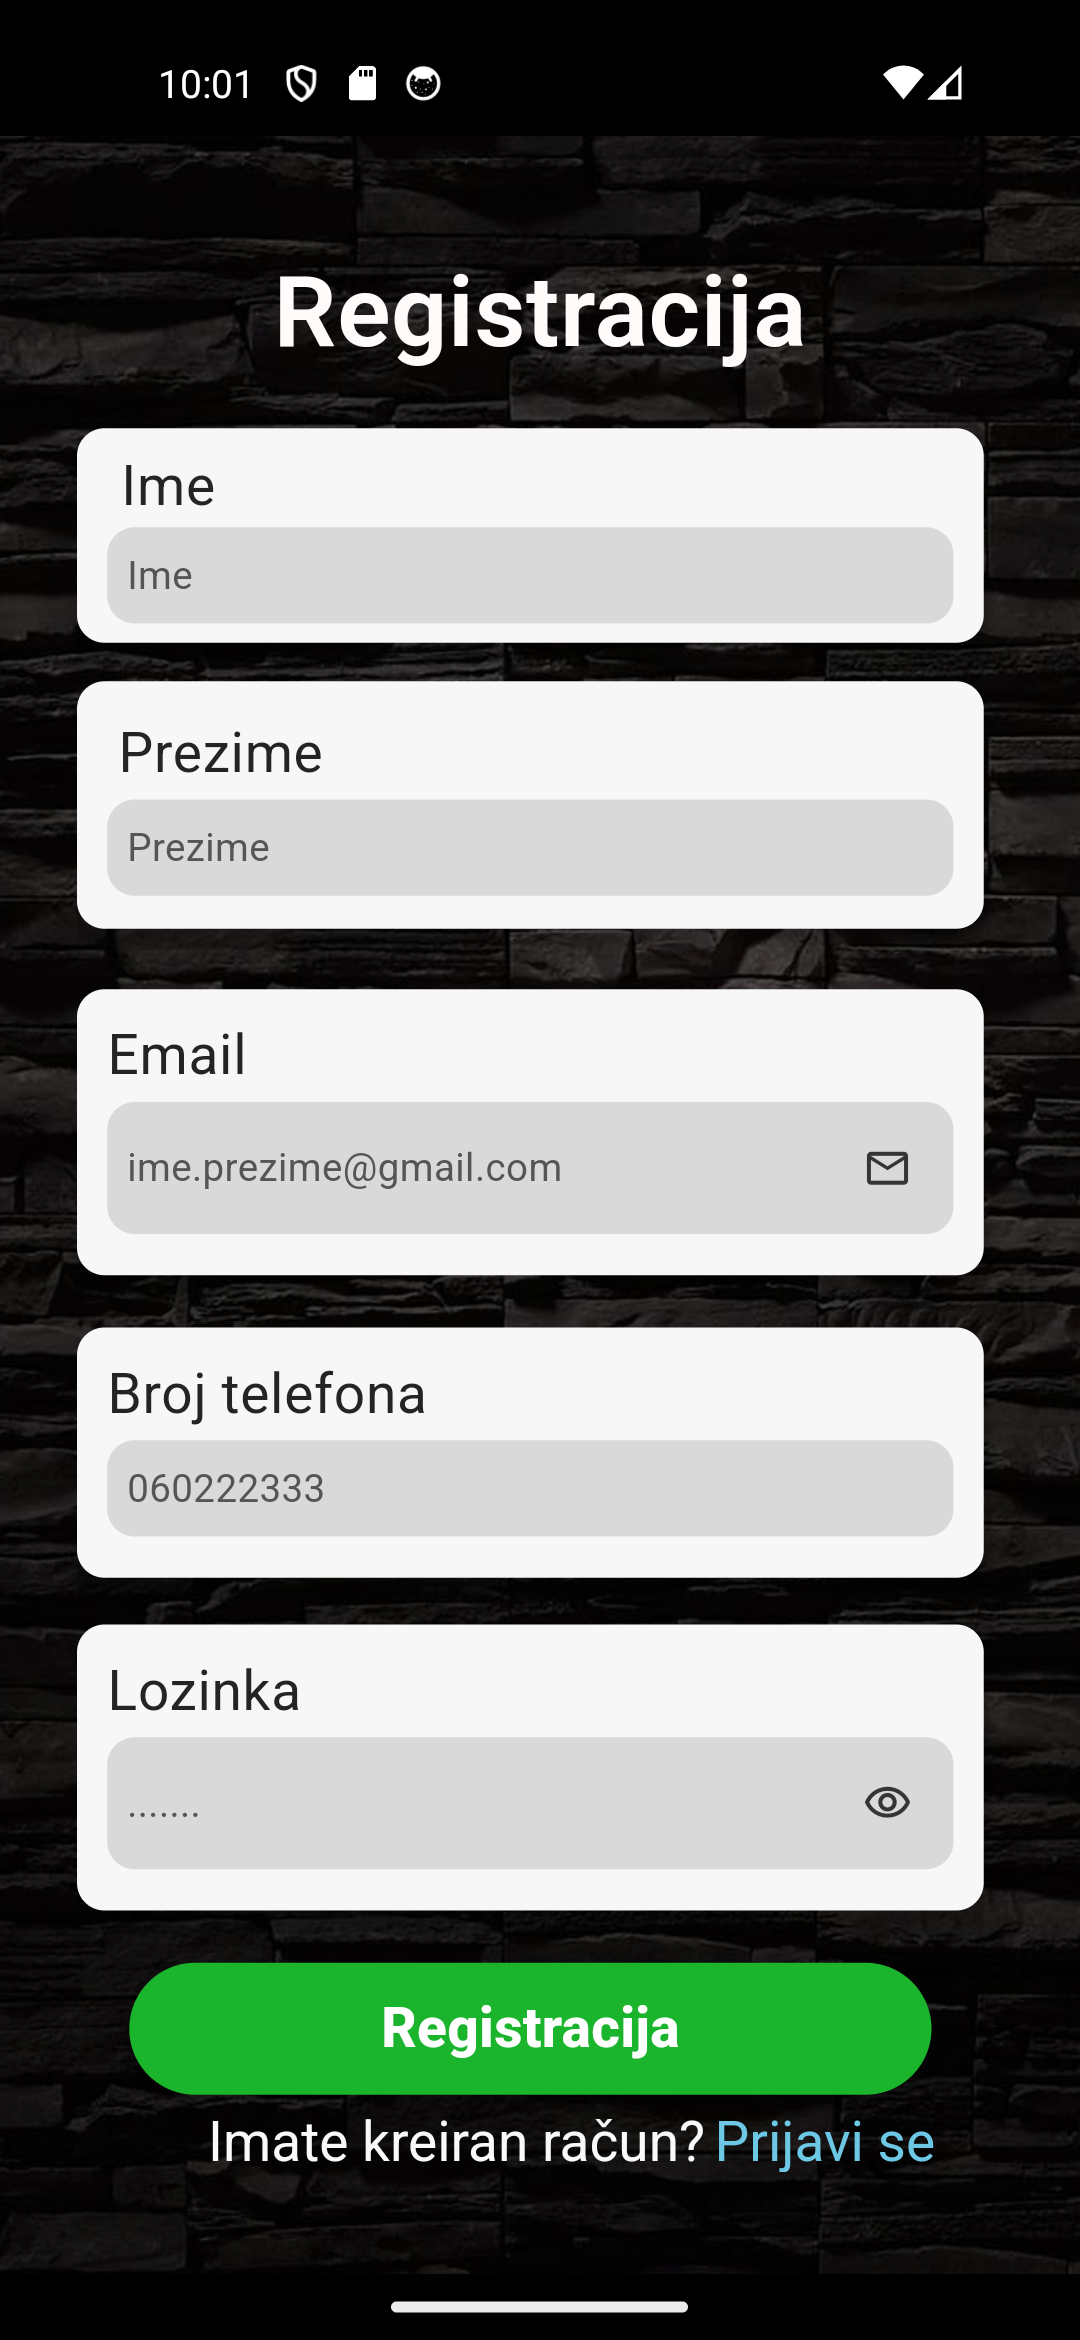 10:01
Registracija
Ime
Ime
Prezime
Prezime
Email
ime.prezime@gmail.com
Broj telefona
060222333
Lozinka
.......
Registracija
Imate kreiran račun? Prijavi se